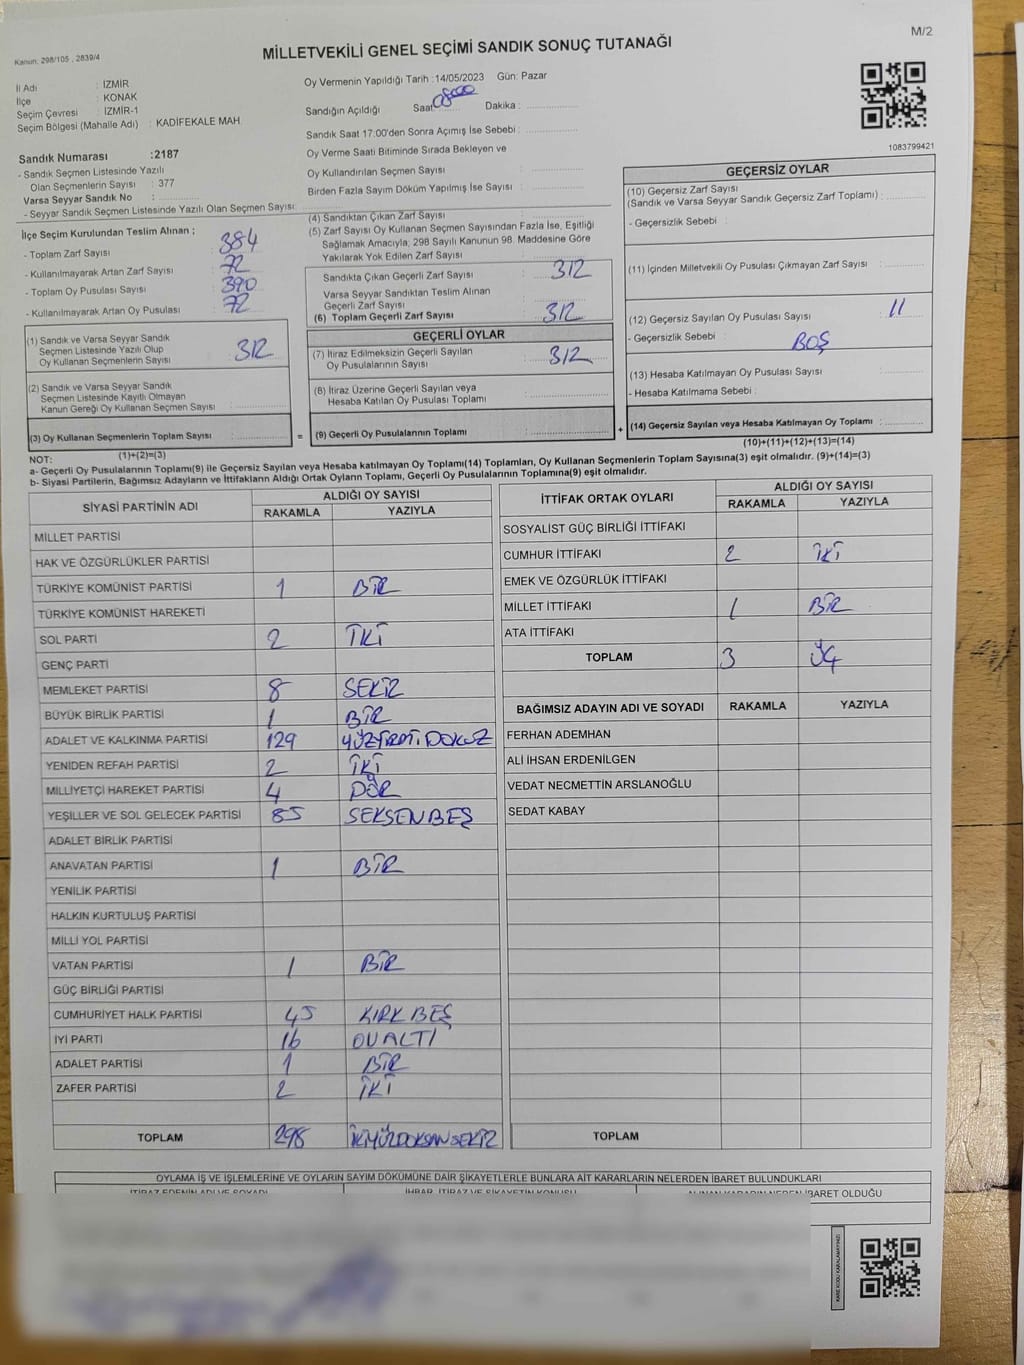 M/2
Kanun. 298/105 , 2839/4
MİLLETVEKİLİ GENEL SEÇİMİ SANDIK SONUÇ TUTANAĞI
İl Adı : İZMİR
İlçe : KONAK
Seçim Çevresi : İZMİR-1
Seçim Bölgesi (Mahalle Adı) : KADİFEKALE MAH.
Oy Vermenin Yapıldığı Tarih :14/05/2023 Gün: Pazar
Sandığın Açıldığı Saat Dakika :
Sandık Saat 17:00'den Sonra Açımış İse Sebebi :
Oy Verme Saati Bitiminde Sırada Bekleyen ve
Oy Kullandırılan Seçmen Sayısı :
Birden Fazla Sayım Döküm Yapılmış İse Sayısı :
1083799421
Sandık Numarası :2187
- Sandık Seçmen Listesinde Yazılı
Olan Seçmenlerin Sayısı : 377
Varsa Seyyar Sandık No :
- Seyyar Sandık Seçmen Listesinde Yazılı Olan Seçmen Sayısı:
İlçe Seçim Kurulundan Teslim Alınan ;
- Toplam Zarf Sayısı : 384
- Kullanılmayarak Artan Zarf Sayısı : 72
- Toplam Oy Pusulası Sayısı : 390
- Kullanılmayarak Artan Oy Pusulası : 72
(1) Sandık ve Varsa Seyyar Sandık
Seçmen Listesinde Yazılı Olup
Oy Kullanan Seçmenlerin Sayısı : 312
(2) Sandık ve Varsa Seyyar Sandık
Seçmen Listesinde Kayıtlı Olmayan
Kanun Gereği Oy Kullanan Seçmen Sayısı :
(3) Oy Kullanan Seçmenlerin Toplam Sayısı :
(1)+(2)=(3)
(4) Sandıktan Çıkan Zarf Sayısı :
(5) Zarf Sayısı Oy Kullanan Seçmen Sayısından Fazla İse, Eşitliği
Sağlamak Amacıyla, 298 Sayılı Kanunun 98. Maddesine Göre
Yakılarak Yok Edilen Zarf Sayısı :
Sandıkta Çıkan Geçerli Zarf Sayısı : 312
Varsa Seyyar Sandıktan Teslim Alınan
Geçerli Zarf Sayısı :
(6) Toplam Geçerli Zarf Sayısı : 312
GEÇERLİ OYLAR
(7) İtiraz Edilmeksizin Geçerli Sayılan
Oy Pusulalarının Sayısı : 312
(8) İtiraz Üzerine Geçerli Sayılan veya
Hesaba Katılan Oy Pusulası Toplamı :
= (9) Geçerli Oy Pusulalarının Toplamı :
GEÇERSİZ OYLAR
(10) Geçersiz Zarf Sayısı
(Sandık ve Varsa Seyyar Sandık Geçersiz Zarf Toplamı) :
- Geçersizlik Sebebi :
(11) İçinden Milletvekili Oy Pusulası Çıkmayan Zarf Sayısı :
(12) Geçersiz Sayılan Oy Pusulası Sayısı : 11
- Geçersizlik Sebebi : BOŞ
(13) Hesaba Katılmayan Oy Pusulası Sayısı :
- Hesaba Katılmama Sebebi :
+ (14) Geçersiz Sayılan veya Hesaba Katılmayan Oy Toplamı :
(10)+(11)+(12)+(13)=(14)
NOT:
a- Geçerli Oy Pusulalarının Toplamı(9) ile Geçersiz Sayılan veya Hesaba katılmayan Oy Toplamı(14) Toplamları, Oy Kullanan Seçmenlerin Toplam Sayısına(3) eşit olmalıdır. (9)+(14)=(3)
b- Siyasi Partilerin, Bağımsız Adayların ve İttifakların Aldığı Ortak Oyların Toplamı, Geçerli Oy Pusulalarının Toplamına(9) eşit olmalıdır.
SİYASİ PARTİNİN ADI ALDIĞI OY SAYISI
RAKAMLA YAZIYLA
MİLLET PARTİSİ
HAK VE ÖZGÜRLÜKLER PARTİSİ
TÜRKİYE KOMÜNİST PARTİSİ 1 BİR
TÜRKİYE KOMÜNİST HAREKETİ
SOL PARTİ 2 İKİ
GENÇ PARTİ
MEMLEKET PARTİSİ 8 SEKİZ
BÜYÜK BİRLİK PARTİSİ 1 BİR
ADALET VE KALKINMA PARTİSİ 129 YÜZYİRMİ DOKUZ
YENİDEN REFAH PARTİSİ 2 İKİ
MİLLİYETÇİ HAREKET PARTİSİ 4 DÖR
YEŞİLLER VE SOL GELECEK PARTİSİ 85 SEKSEN BEŞ
ADALET BİRLİK PARTİSİ
ANAVATAN PARTİSİ 1 BİR
YENİLİK PARTİSİ
HALKIN KURTULUŞ PARTİSİ
MİLLİ YOL PARTİSİ
VATAN PARTİSİ 1 BİR
GÜÇ BİRLİĞİ PARTİSİ
CUMHURİYET HALK PARTİSİ 45 KIRK BEŞ
İYİ PARTİ 16 ON ALTI
ADALET PARTİSİ 1 BİR
ZAFER PARTİSİ 2 İKİ
TOPLAM 298 İKİYÜZDOKSANSEKİZ
İTTİFAK ORTAK OYLARI ALDIĞI OY SAYISI
RAKAMLA YAZIYLA
SOSYALİST GÜÇ BİRLİĞİ İTTİFAKI
CUMHUR İTTİFAKI 2 İKİ
EMEK VE ÖZGÜRLÜK İTTİFAKI
MİLLET İTTİFAKI 1 BİR
ATA İTTİFAKI
TOPLAM 3 ÜÇ
BAĞIMSIZ ADAYIN ADI VE SOYADI RAKAMLA YAZIYLA
FERHAN ADEMHAN
ALİ İHSAN ERDENİLGEN
VEDAT NECMETTİN ARSLANOĞLU
SEDAT KABAY
TOPLAM
OYLAMA İŞ VE İŞLEMLERİNE VE OYLARIN SAYIM DÖKÜMÜNE DAİR ŞİKAYETLERLE BUNLARA AİT KARARLARIN NELERDEN İBARET BULUNDUKLARI
İBARET OLDUĞU